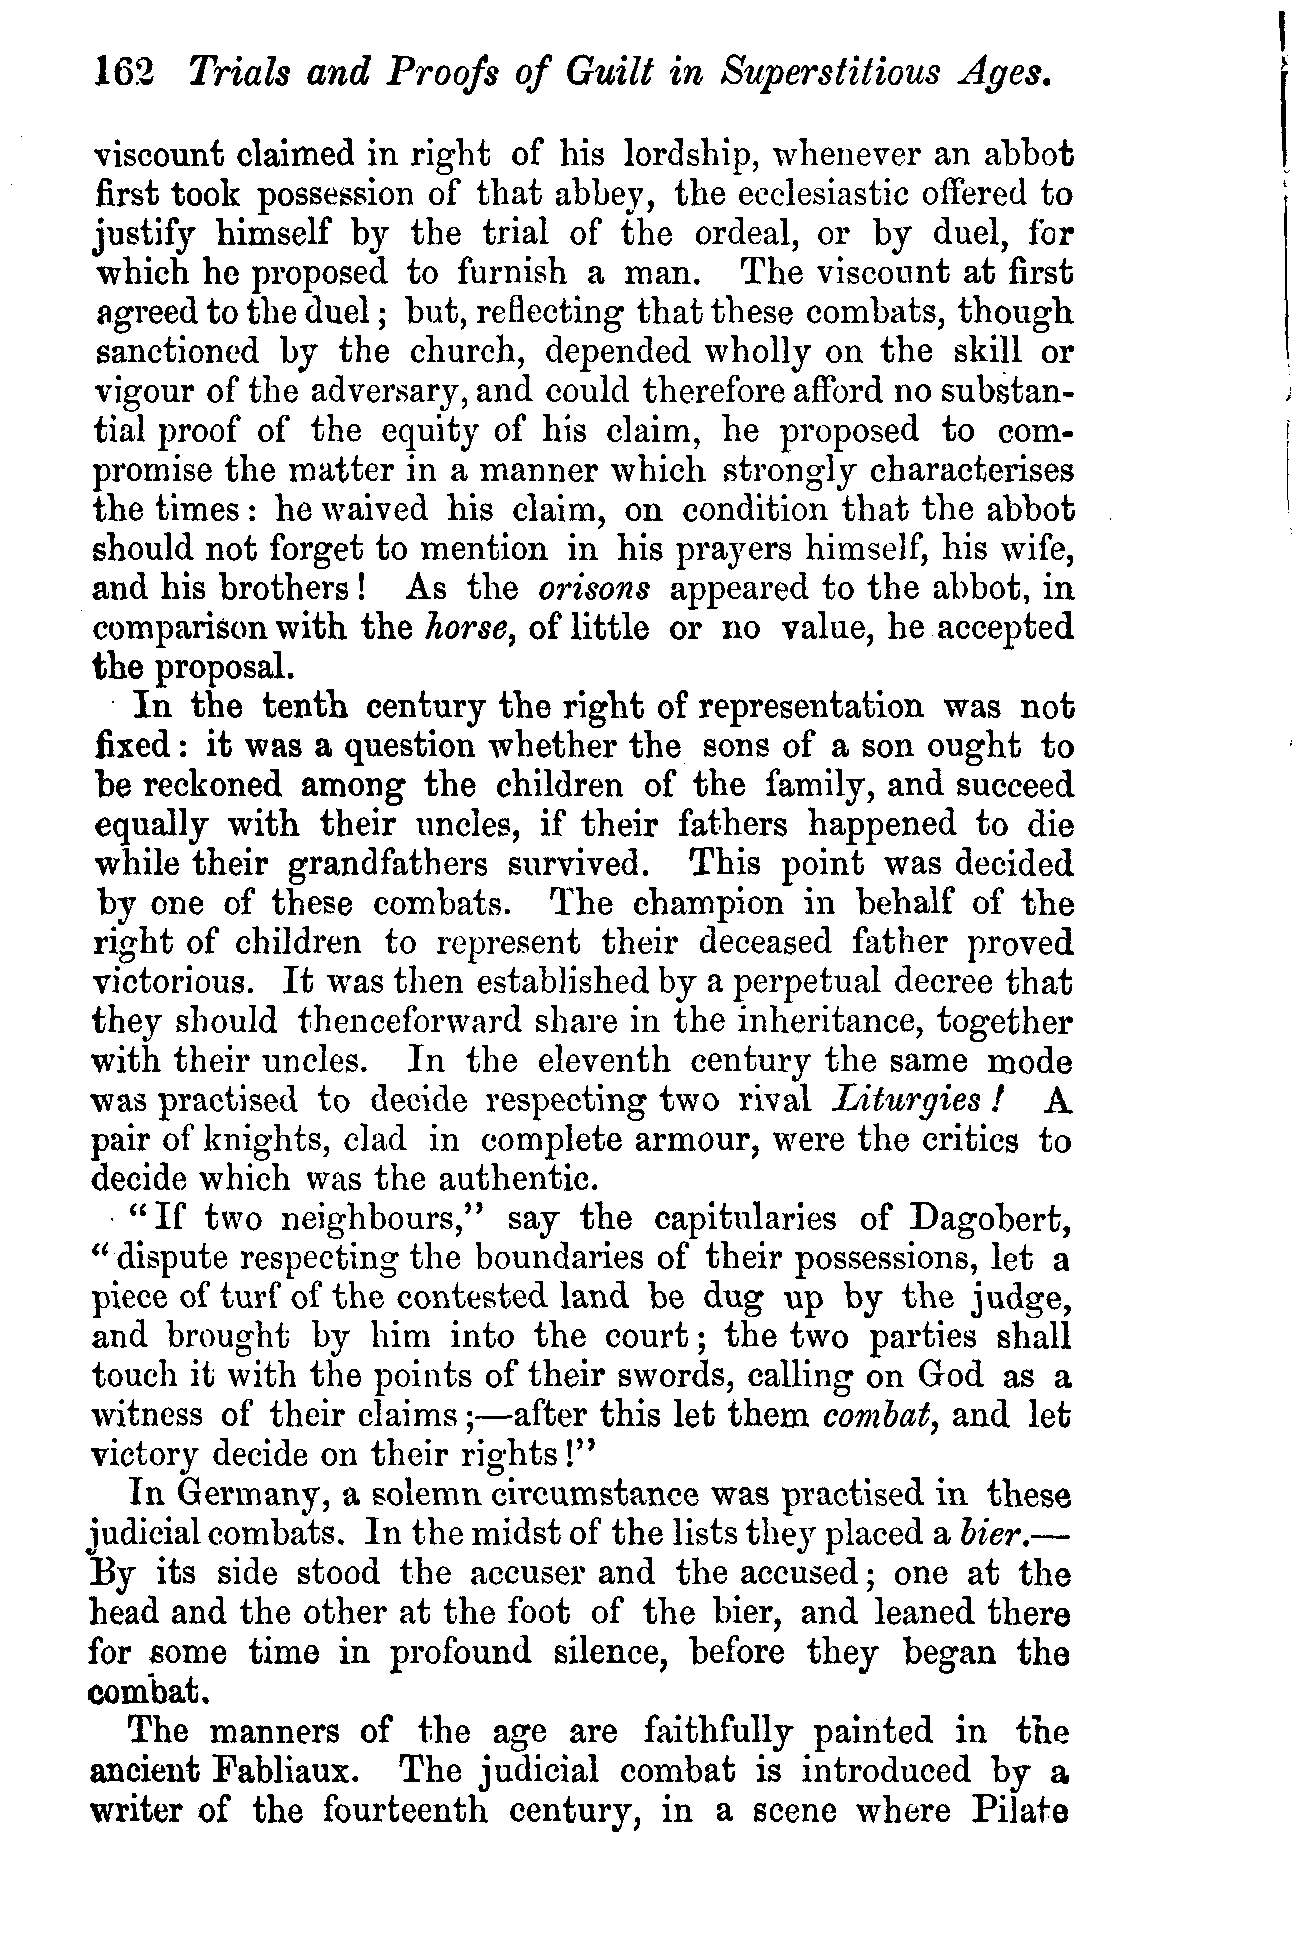 162 Trials and Proofs of Guilt in Superstitious Ages.
viscount claimed in right of his lordship, whenever an abbot
first took possession of that abbey, the ecclesiastic offered to
justify himself by the trial of the ordeal, or by duel, for
which he proposed to furnish a man. The viscount at first
agreed to the duel; but, reflecting that these combats, though
sanctioned by the church, depended wholly on the skill or
vigour of the adversary, and could therefore afford no substan-
tial proof of the equity of his claim, he proposed to com-
promise the matter in a manner which strongly characterises
the times: he waived his claim, on condition that the abbot
should not forget to mention in his prayers himself, his wife,
and his brothers! As the orisons appeared to the abbot, in
comparison with the horse, of little or no value, he accepted
the proposal.
In the tenth century the right of representation was not
fixed: it was a question whether the sons of a son ought to
be reckoned among the children of the family, and succeed
equally with their uncles, if their fathers happened to die
while their grandfathers survived. This point was decided
by one of these combats. The champion in behalf of the
right of children to represent their deceased father proved
victorious. It was then established by a perpetual decree that
they should thenceforward share in the inheritance, together
with their uncles. In the eleventh century the same mode
was practised to decide respecting two rival Liturgies! A
pair of knights, clad in complete armour, were the critics to
decide which was the authentic.
"If two neighbours," say the capitularies of Dagobert,
"dispute respecting the boundaries of their possessions, let a
piece of turf of the contested land be dug up by the judge,
and brought by him into the court; the two parties shall
touch it with the points of their swords, calling on God as a
witness of their claims;—after this let them combat, and let
victory decide on their rights!"
In Germany, a solemn circumstance was practised in these
judicial combats. In the midst of the lists they placed a bier.—
By its side stood the accuser and the accused; one at the
head and the other at the foot of the bier, and leaned there
for some time in profound silence, before they began the
combat.
The manners of the age are faithfully painted in the
ancient Fabliaux. The judicial combat is introduced by a
writer of the fourteenth century, in a scene where Pilate